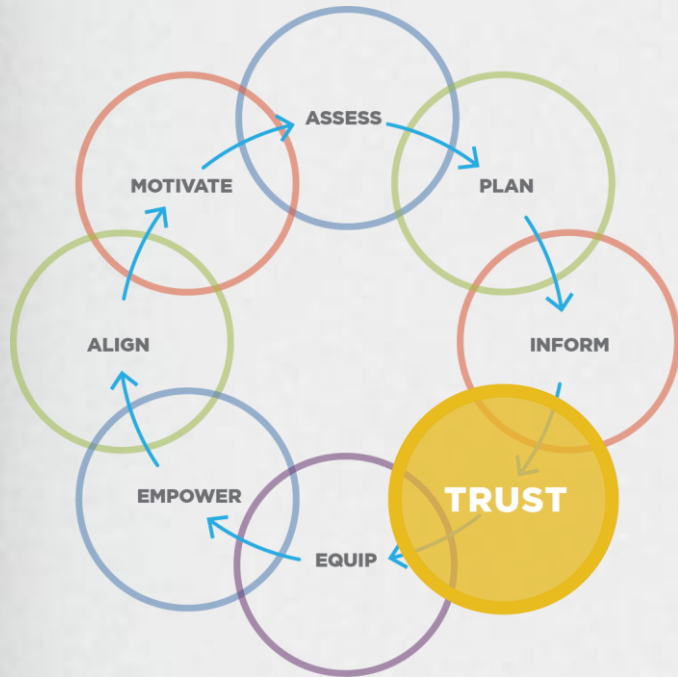 ASSESS
PLAN
INFORM
TRUST
EQUIP
EMPOWER
ALIGN
MOTIVATE